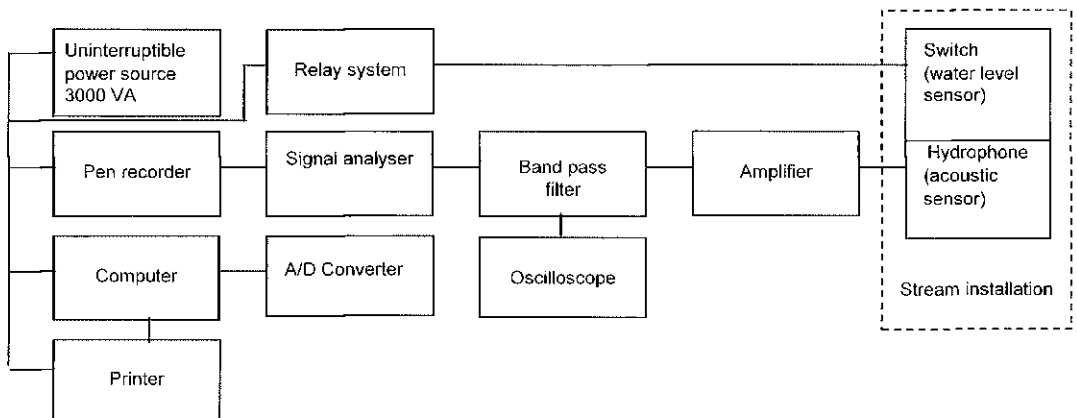 Uninterruptible
power source
3000 VA
Relay system
Switch
(water level
sensor)
Pen recorder
Signal analyser
Band pass
filter
Amplifier
Hydrophone
(acoustic
sensor)
Computer
A/D Converter
Oscilloscope
Stream installation
Printer